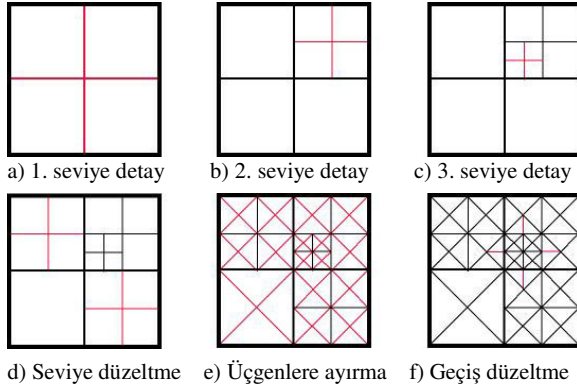 a) 1. seviye detay
b) 2. seviye detay
c) 3. seviye detay
d) Seviye düzeltme
e) Üçgenlere ayırma
f) Geçiş düzeltme